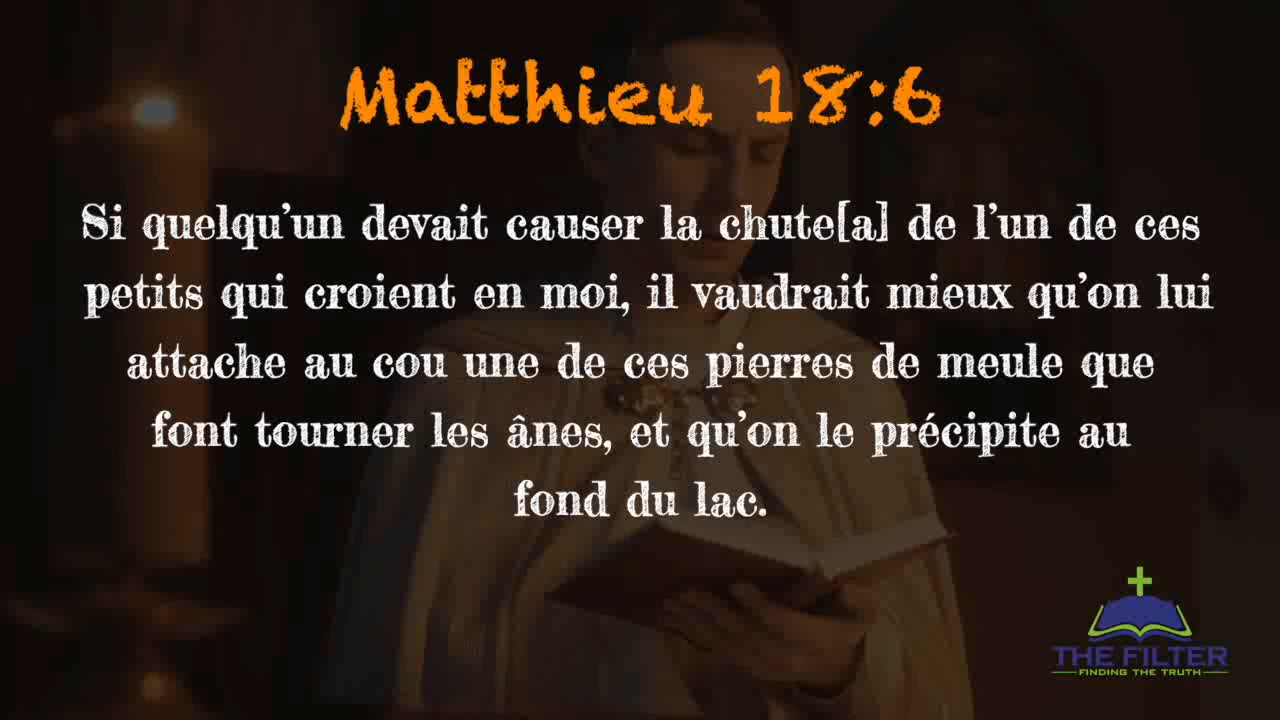 Matthieu 18:6
Si quelqu’un devait causer la chute[a] de l’un de ces
petits qui croient en moi, il vaudrait mieux qu’on lui
attache au cou une de ces pierres de meule que
font tourner les ânes, et qu’on le précipite au
fond du lac.
THE FILTER
FINDING THE TRUTH